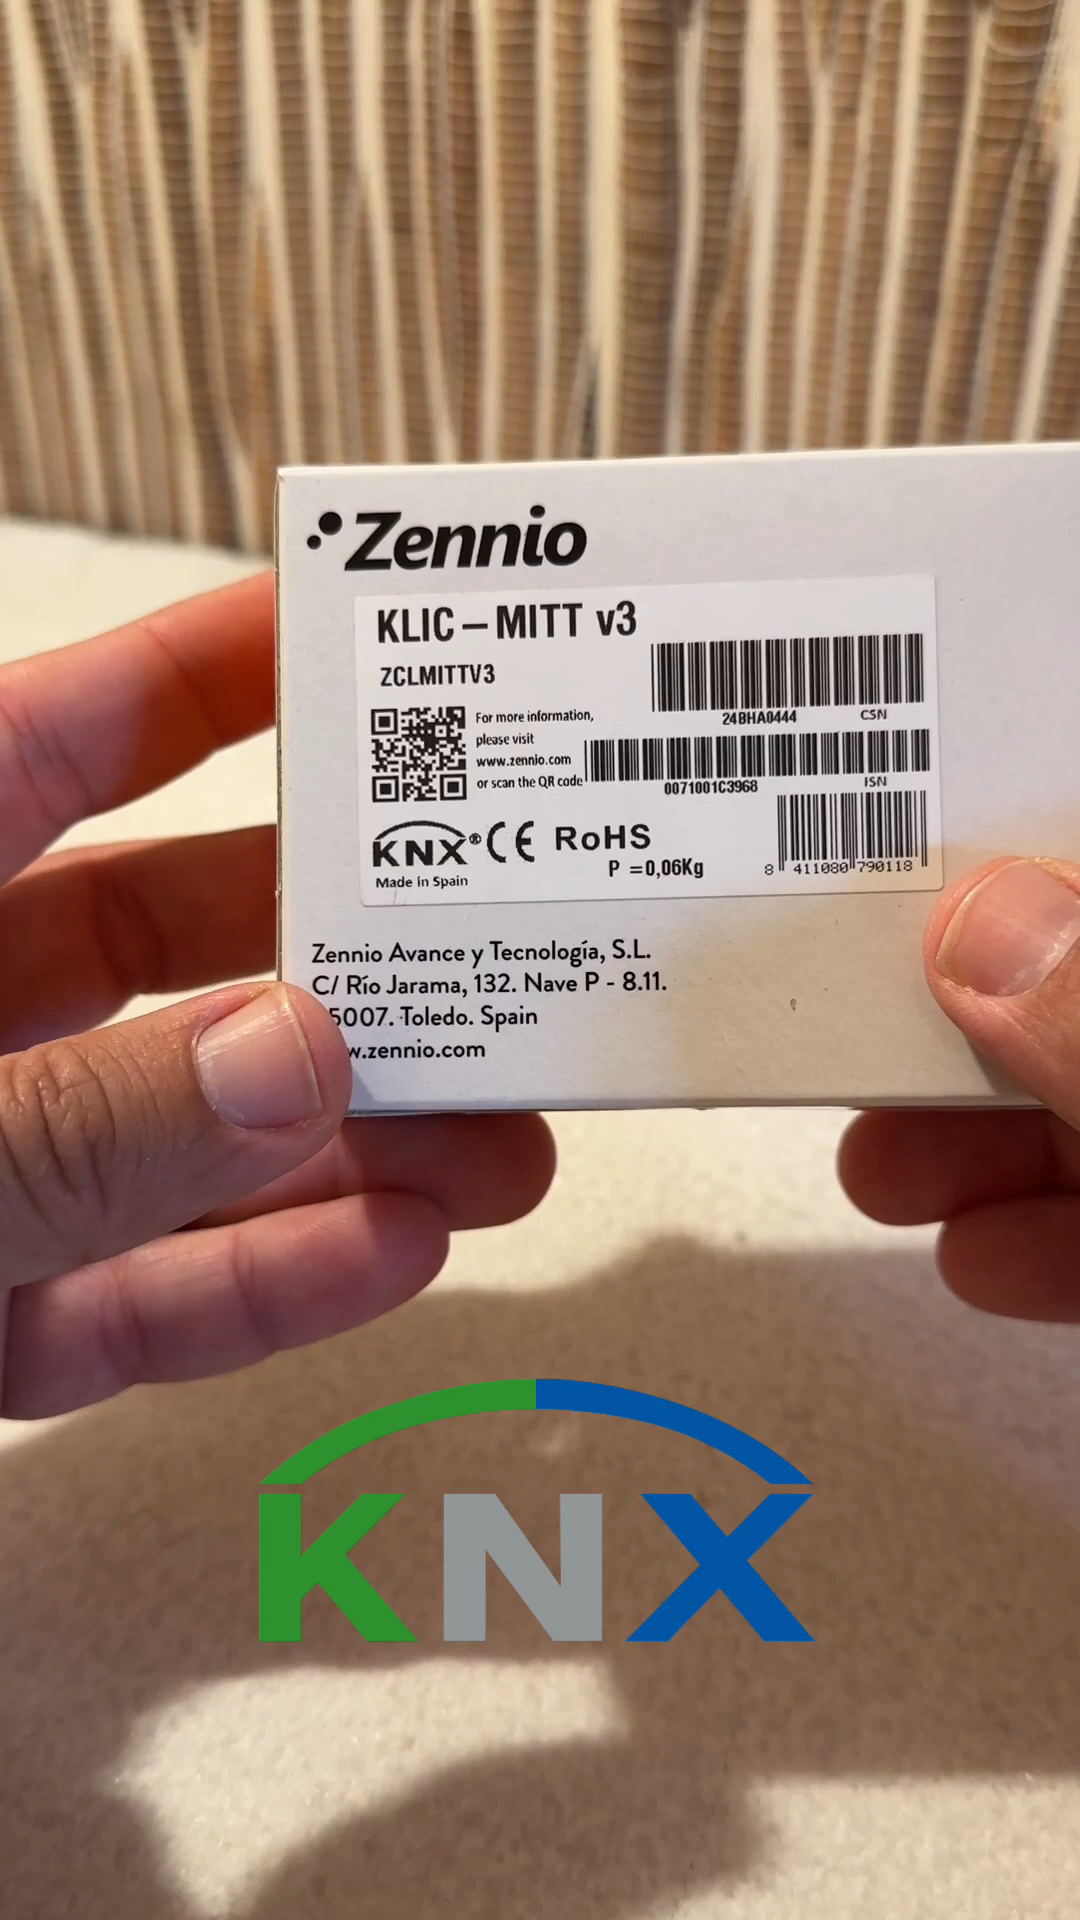 Zennio
KLIC – MITT v3
ZCLMITTV3
24BHA0444 CSN
For more information,
please visit
www.zennio.com
or scan the QR code
0071001C3968 ISN
KNX® CE RoHS
Made in Spain
P =0,06Kg
8 411080 790118
Zennio Avance y Tecnología, S.L.
C/ Río Jarama, 132. Nave P - 8.11.
5007. Toledo. Spain
w.zennio.com
KNX